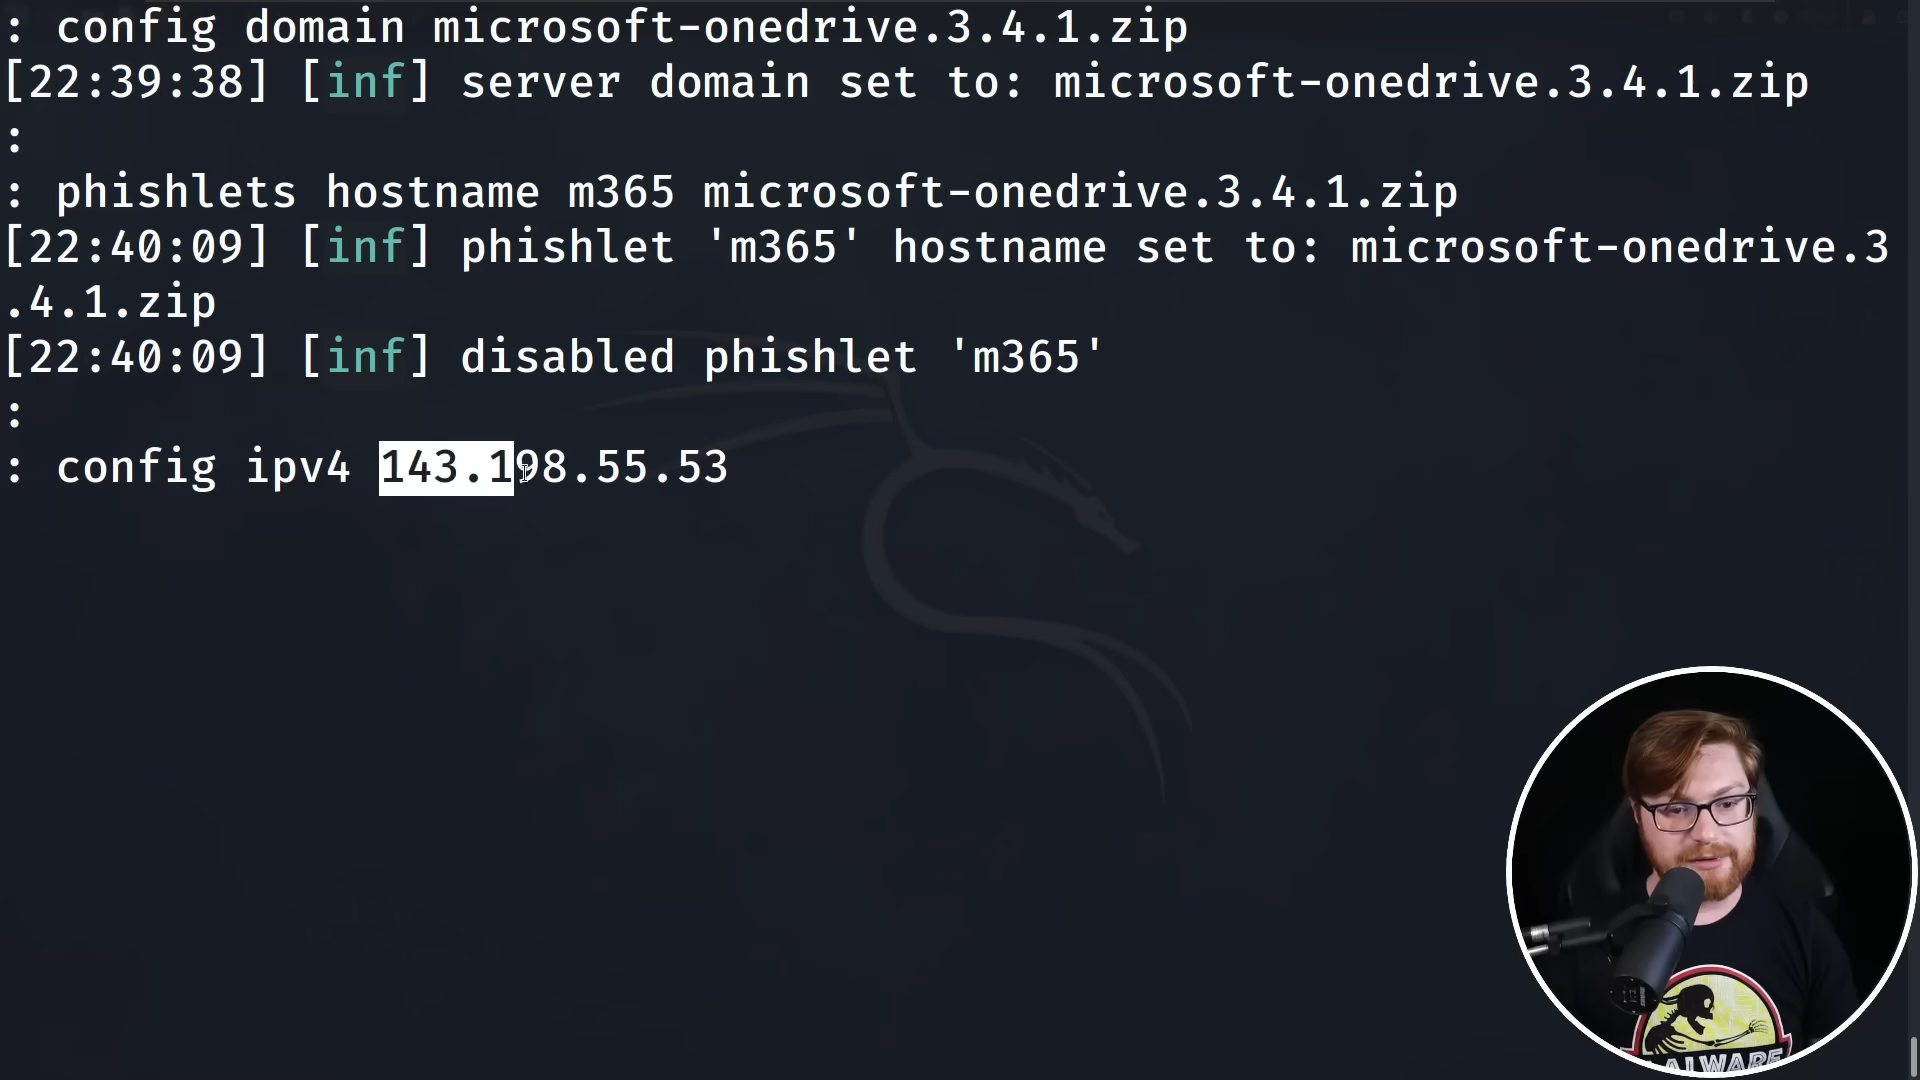 : config domain microsoft-onedrive.3.4.1.zip
[22:39:38] [inf] server domain set to: microsoft-onedrive.3.4.1.zip
:
: phishlets hostname m365 microsoft-onedrive.3.4.1.zip
[22:40:09] [inf] phishlet 'm365' hostname set to: microsoft-onedrive.3
.4.1.zip
[22:40:09] [inf] disabled phishlet 'm365'
:
: config ipv4 143.198.55.53